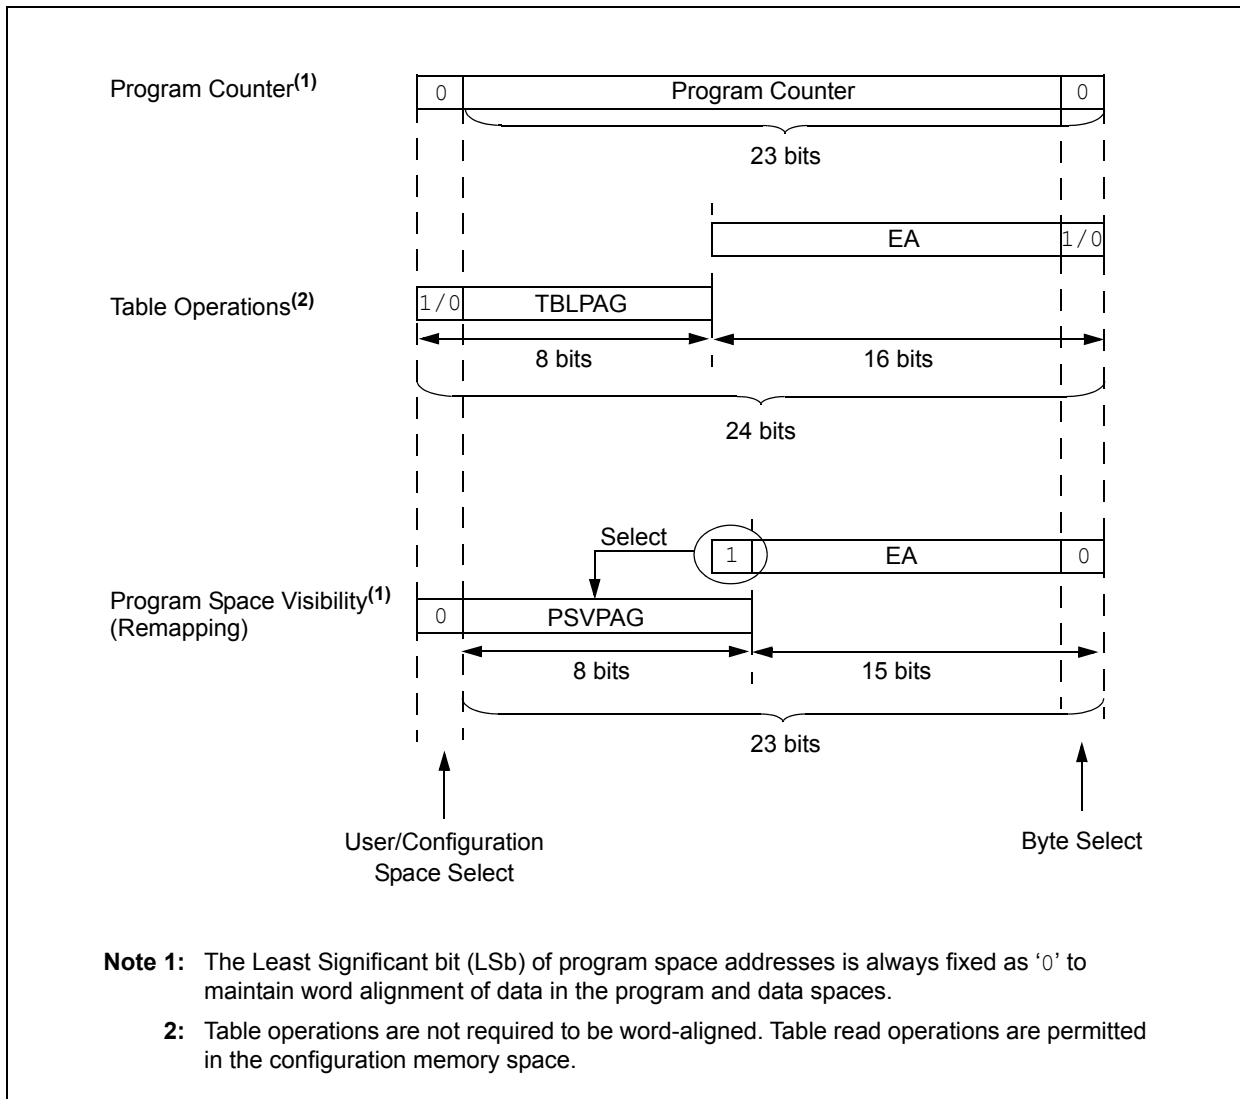 Program Counter(1)
0
Program Counter
0
23 bits
EA
1/0
Table Operations(2)
1/0
TBLPAG
8 bits
16 bits
24 bits
Select
1
EA
0
Program Space Visibility(1)
(Remapping)
0
PSVPAG
8 bits
15 bits
23 bits
User/Configuration
Space Select
Byte Select
Note 1: The Least Significant bit (LSb) of program space addresses is always fixed as ‘0’ to
maintain word alignment of data in the program and data spaces.
2: Table operations are not required to be word-aligned. Table read operations are permitted
in the configuration memory space.